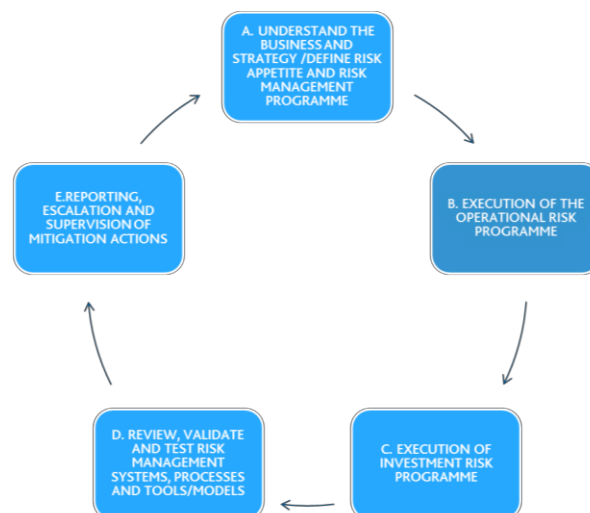 A. UNDERSTAND THE
BUSINESS AND
STRATEGY /DEFINE RISK
APPETITE AND RISK
MANAGEMENT
PROGRAMME
B. EXECUTION OF THE
OPERATIONAL RISK
PROGRAMME
C. EXECUTION OF
INVESTMENT RISK
PROGRAMME
D. REVIEW, VALIDATE
AND TEST RISK
MANAGEMENT
SYSTEMS, PROCESSES
AND TOOLS/MODELS
E.REPORTING,
ESCALATION AND
SUPERVISION OF
MITIGATION ACTIONS